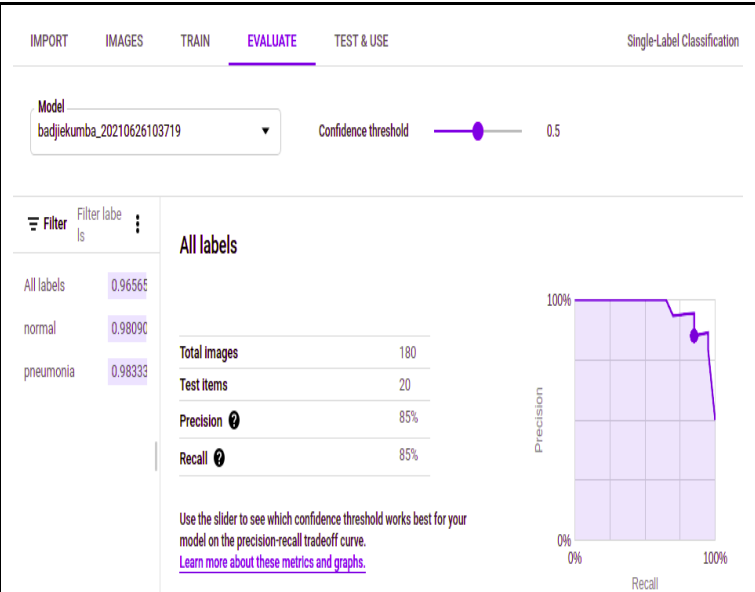 IMPORT IMAGES TRAIN EVALUATE TEST & USE Single-Label Classification
Model
badjiekumba_20210626103719
Confidence threshold 0.5
Filter
Filter labe
ls
All labels 0.96565
normal 0.98090
pneumonia 0.98333
All labels
Total images 180
Test items 20
Precision ? 85%
Recall ? 85%
Use the slider to see which confidence threshold works best for your
model on the precision-recall tradeoff curve.
Learn more about these metrics and graphs.
100%
Precision
0%
0% 100%
Recall